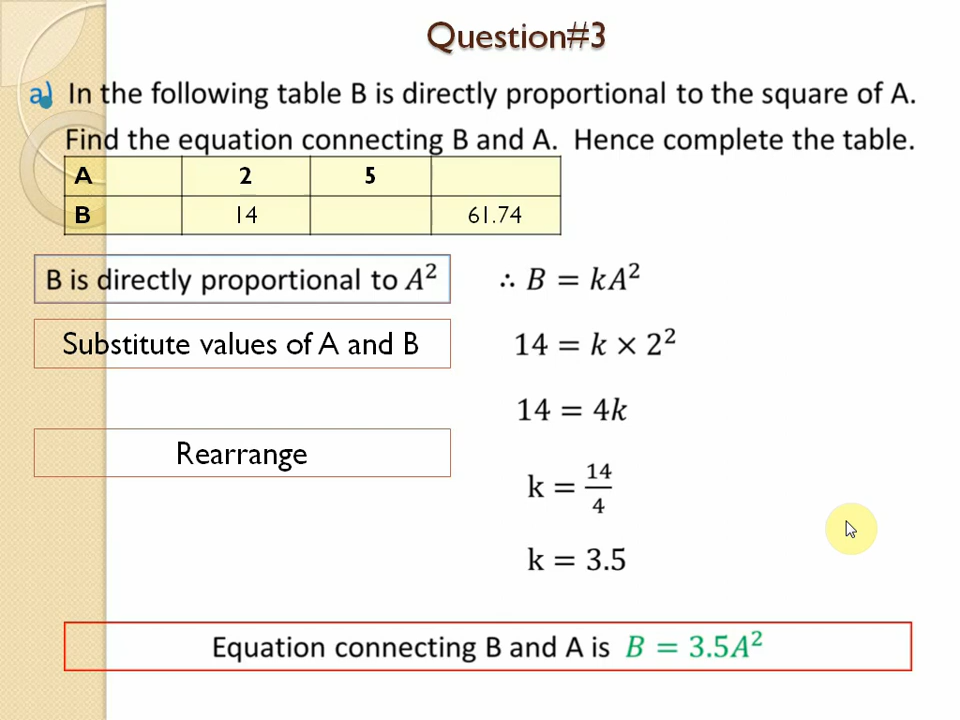 Question#3
a) In the following table B is directly proportional to the square of A.
Find the equation connecting B and A. Hence complete the table.
A 2 5
B 14 61.74
B is directly proportional to A² ∴ B = kA²
Substitute values of A and B 14 = k × 2²
14 = 4k
Rearrange
k = 14/4
k = 3.5
Equation connecting B and A is B = 3.5A²